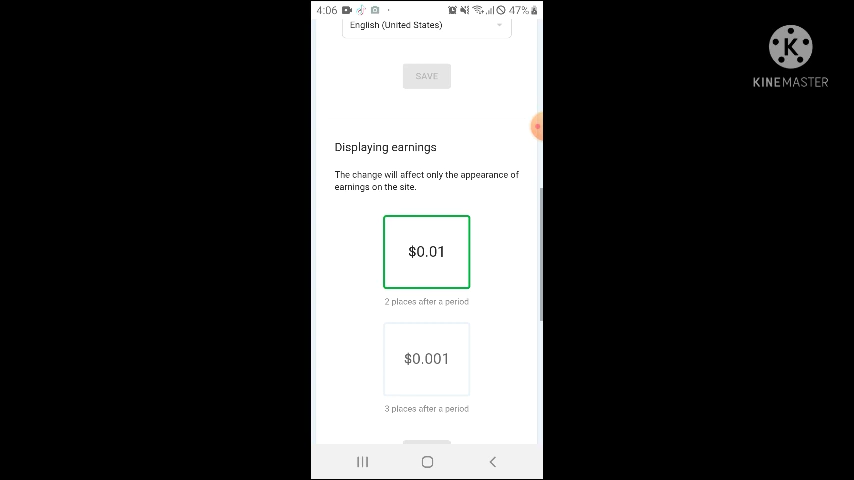 4:06
47%
English (United States)
SAVE
K
KINEMASTER
Displaying earnings
The change will affect only the appearance of
earnings on the site.
$0.01
2 places after a period
$0.001
3 places after a period